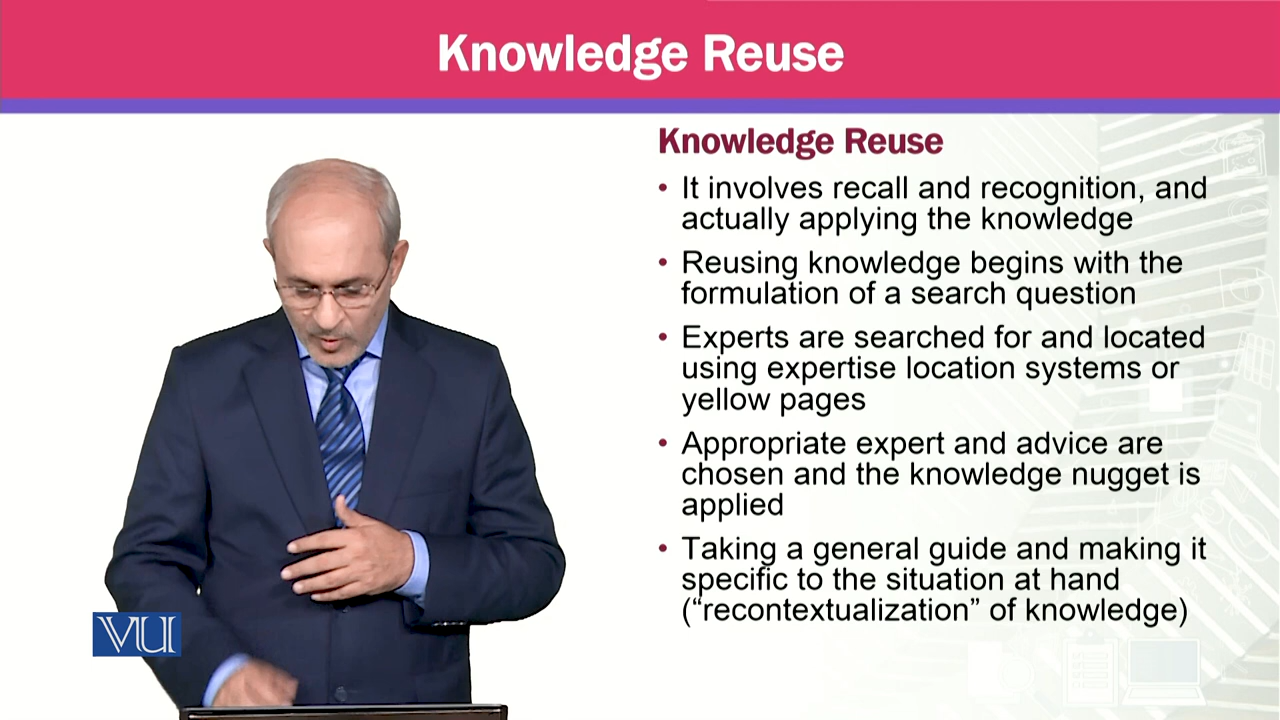 Knowledge Reuse
Knowledge Reuse
• It involves recall and recognition, and
actually applying the knowledge
• Reusing knowledge begins with the
formulation of a search question
• Experts are searched for and located
using expertise location systems or
yellow pages
• Appropriate expert and advice are
chosen and the knowledge nugget is
applied
• Taking a general guide and making it
specific to the situation at hand
(“recontextualization” of knowledge)
VU